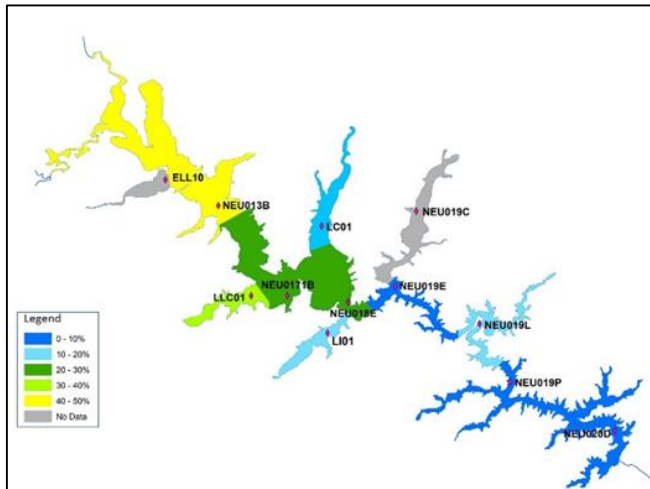 ELL10
NEU013B
NEU019C
LC01
NEU0171B
NEU019E
LLC01
NEU018E
NEU019L
LI01
NEU019P
NEU020D
Legend
0 - 10%
10 - 20%
20 - 30%
30 - 40%
40 - 50%
No Data